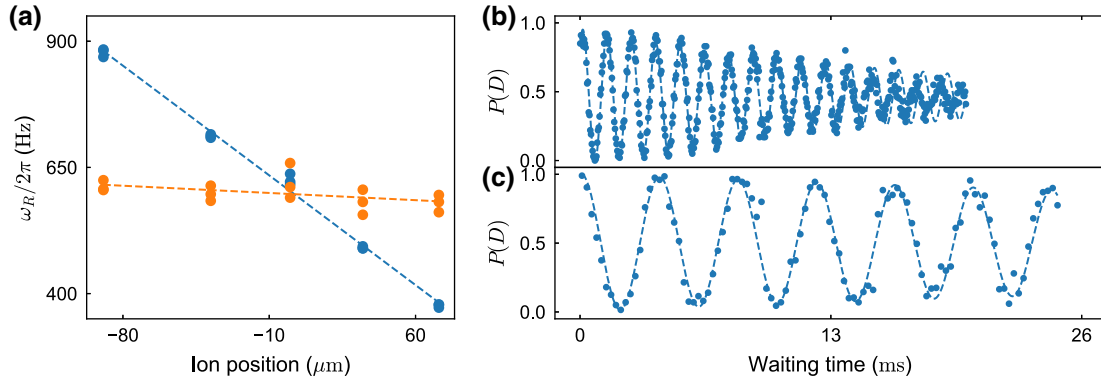 (a)
900
650
400
ω_R/2π (Hz)
−80
−10
60
Ion position (μm)
(b)
1.0
0.5
0.0
P(D)
(c)
1.0
0.5
0.0
P(D)
0
13
26
Waiting time (ms)